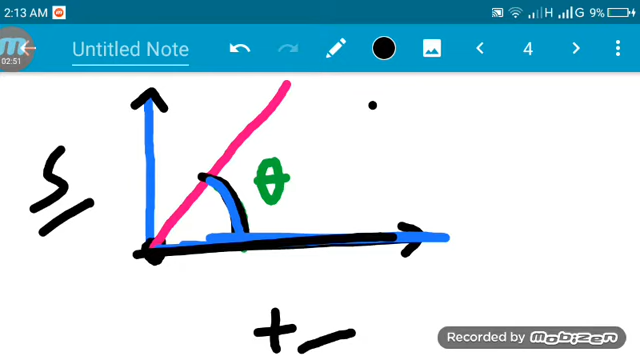 2:13 AM H G 9%
02:51 Untitled Note 4
θ
S
+
Recorded by mobizen